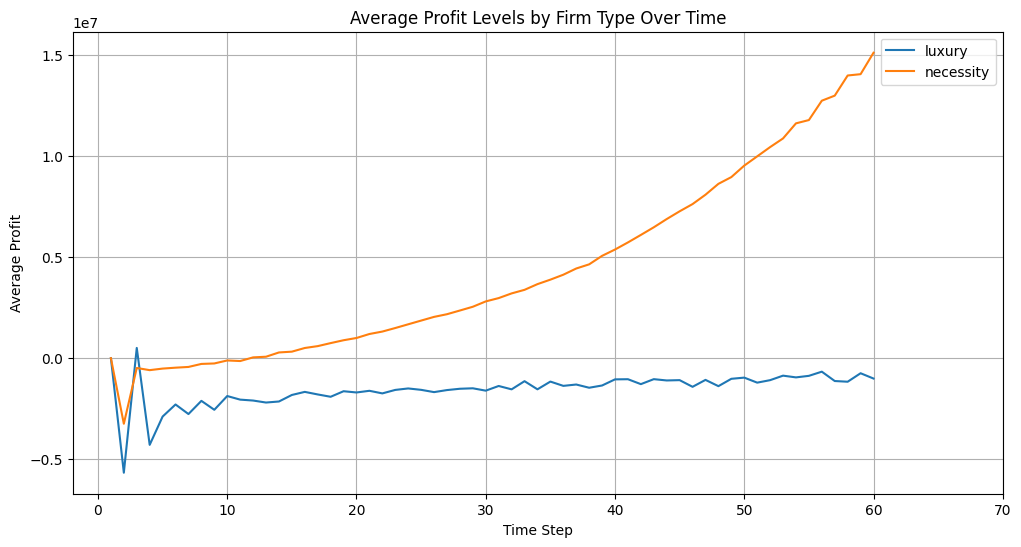 Average Profit Levels by Firm Type Over Time
1e7
luxury
necessity
1.5
1.0
0.5
0.0
−0.5
Average Profit
0 10 20 30 40 50 60 70
Time Step